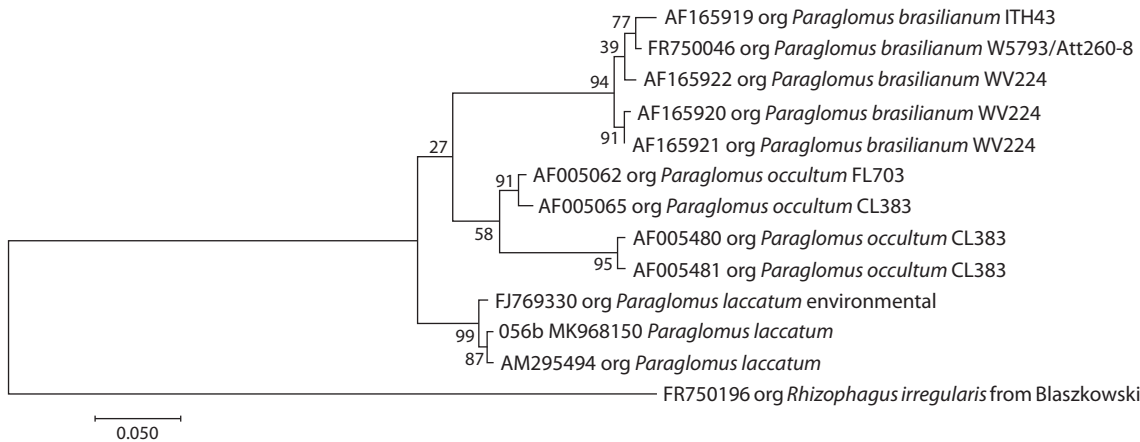 77
AF165919 org Paraglomus brasilianum ITH43
39
FR750046 org Paraglomus brasilianum W5793/Att260-8
94
AF165922 org Paraglomus brasilianum WV224
AF165920 org Paraglomus brasilianum WV224
91
AF165921 org Paraglomus brasilianum WV224
27
91
AF005062 org Paraglomus occultum FL703
AF005065 org Paraglomus occultum CL383
58
AF005480 org Paraglomus occultum CL383
95
AF005481 org Paraglomus occultum CL383
FJ769330 org Paraglomus laccatum environmental
99
056b MK968150 Paraglomus laccatum
87
AM295494 org Paraglomus laccatum
FR750196 org Rhizophagus irregularis from Blaszkowski
0.050